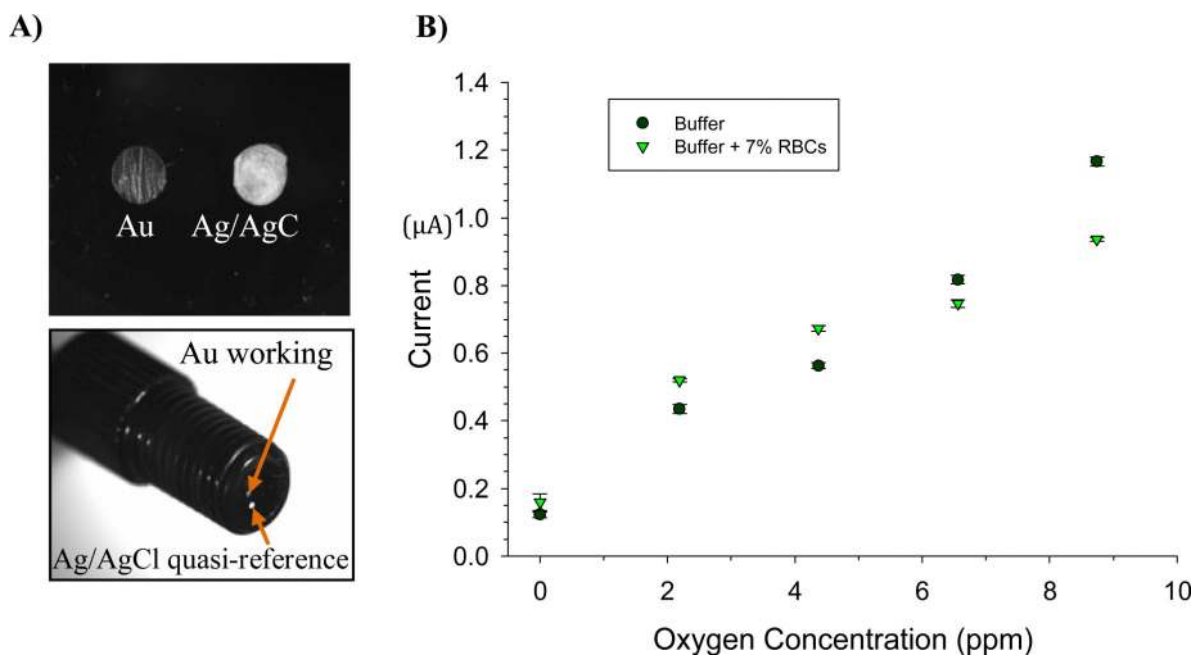 A)
Au
Ag/AgC
Au working
Ag/AgCl quasi-reference
B)
1.4
1.2
1.0
0.8
0.6
0.4
0.2
0.0
Current (µA)
Buffer
Buffer + 7% RBCs
0
2
4
6
8
10
Oxygen Concentration (ppm)